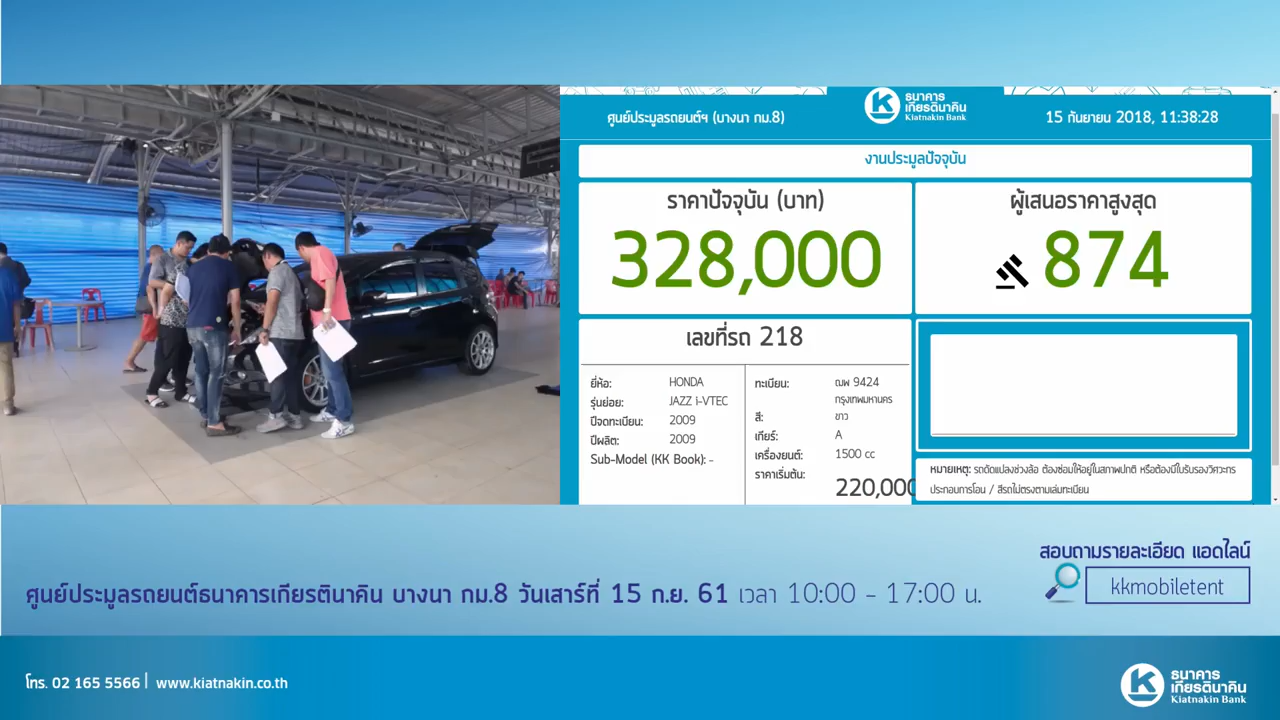 ศูนย์ประมูลรถยนต์ฯ (บางนา กม.8)
ธนาคาร
เกียรตินาคิน
Kiatnakin Bank
15 กันยายน 2018, 11:38:28
งานประมูลปัจจุบัน
ราคาปัจจุบัน (บาท)
328,000
ผู้เสนอราคาสูงสุด
874
เลขที่รถ 218
ยี่ห้อ: HONDA
รุ่นย่อย: JAZZ i-VTEC
ปีจดทะเบียน: 2009
ปีผลิต: 2009
Sub-Model (KK Book): -
ทะเบียน: ฌพ 9424
กรุงเทพมหานคร
สี: ขาว
เกียร์: A
เครื่องยนต์: 1500 cc
ราคาเริ่มต้น:
220,000
หมายเหตุ: รถดัดแปลงช่วงล้อ ต้องซ่อมให้อยู่ในสภาพปกติ หรือต้องมีใบรับรองวิศวะกร
ประกอบการโอน / สีรถไม่ตรงตามเล่มทะเบียน
สอบถามรายละเอียด แอดไลน์
kkmobiletent
ศูนย์ประมูลรถยนต์ธนาคารเกียรตินาคิน บางนา กม.8 วันเสาร์ที่ 15 ก.ย. 61 เวลา 10:00 - 17:00 น.
โทร. 02 165 5566 | www.kiatnakin.co.th
ธนาคาร
เกียรตินาคิน
Kiatnakin Bank